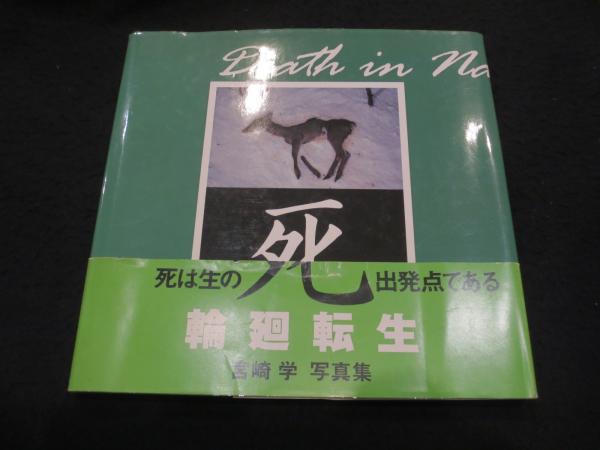 Death in Na
死
死は生の 出発点である
輪廻転生
宮崎学 写真集